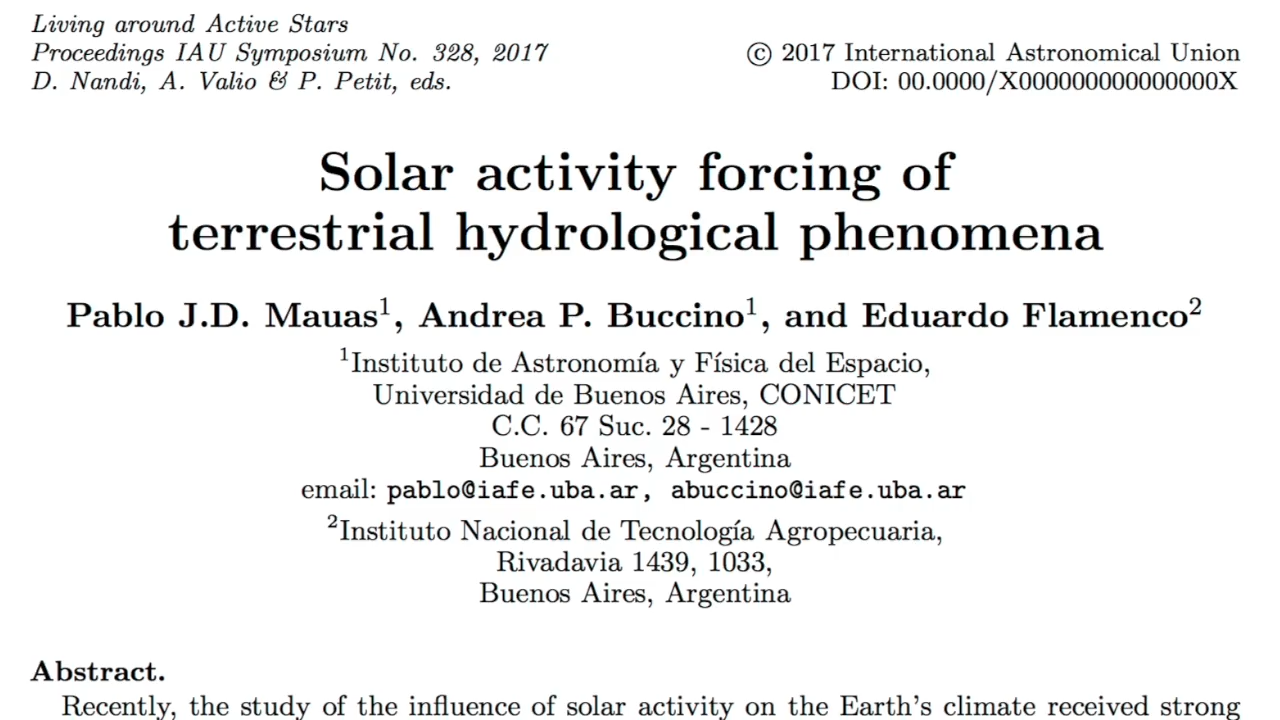 Living around Active Stars
Proceedings IAU Symposium No. 328, 2017
D. Nandi, A. Valio & P. Petit, eds.
© 2017 International Astronomical Union
DOI: 00.0000/X000000000000000X
Solar activity forcing of
terrestrial hydrological phenomena
Pablo J.D. Mauas¹, Andrea P. Buccino¹, and Eduardo Flamenco²
¹Instituto de Astronomía y Física del Espacio,
Universidad de Buenos Aires, CONICET
C.C. 67 Suc. 28 - 1428
Buenos Aires, Argentina
email: pablo@iafe.uba.ar, abuccino@iafe.uba.ar
²Instituto Nacional de Tecnología Agropecuaria,
Rivadavia 1439, 1033,
Buenos Aires, Argentina
Abstract.
Recently, the study of the influence of solar activity on the Earth's climate received strong